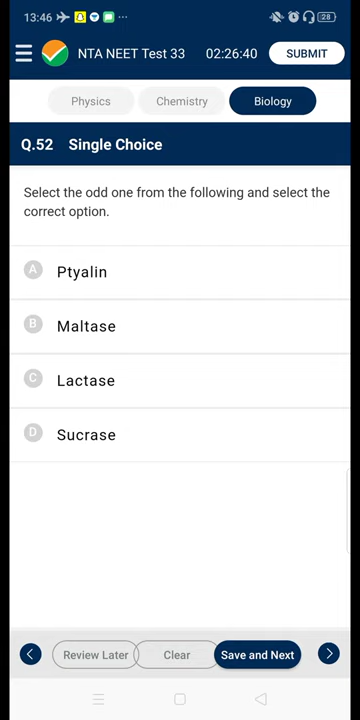 13:46 28
NTA NEET Test 33 02:26:40 SUBMIT
Physics Chemistry Biology
Q.52 Single Choice
Select the odd one from the following and select the
correct option.
A Ptyalin
B Maltase
C Lactase
D Sucrase
Review Later Clear Save and Next